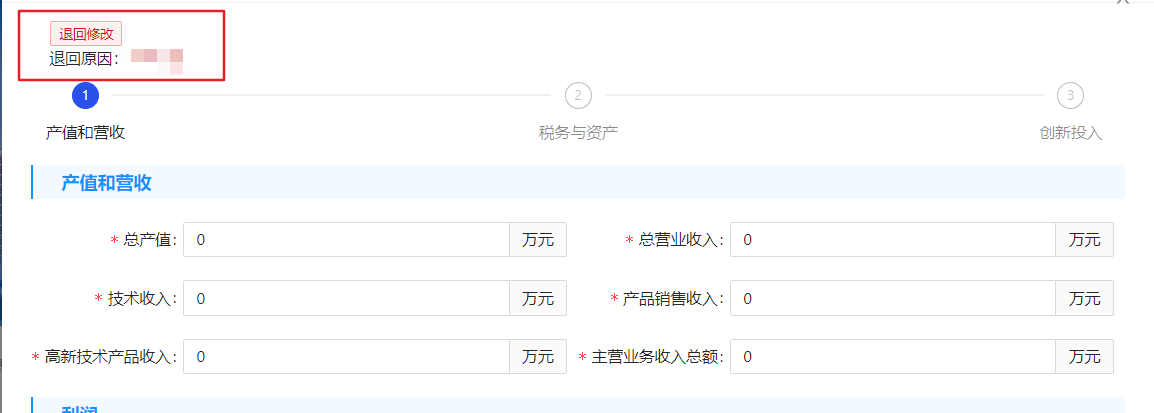 退回修改
退回原因：
1 2 3
产值和营收 税务与资产 创新投入
产值和营收
* 总产值: 0 万元 * 总营业收入: 0 万元
* 技术收入: 0 万元 * 产品销售收入: 0 万元
* 高新技术产品收入: 0 万元 * 主营业务收入总额: 0 万元
利润